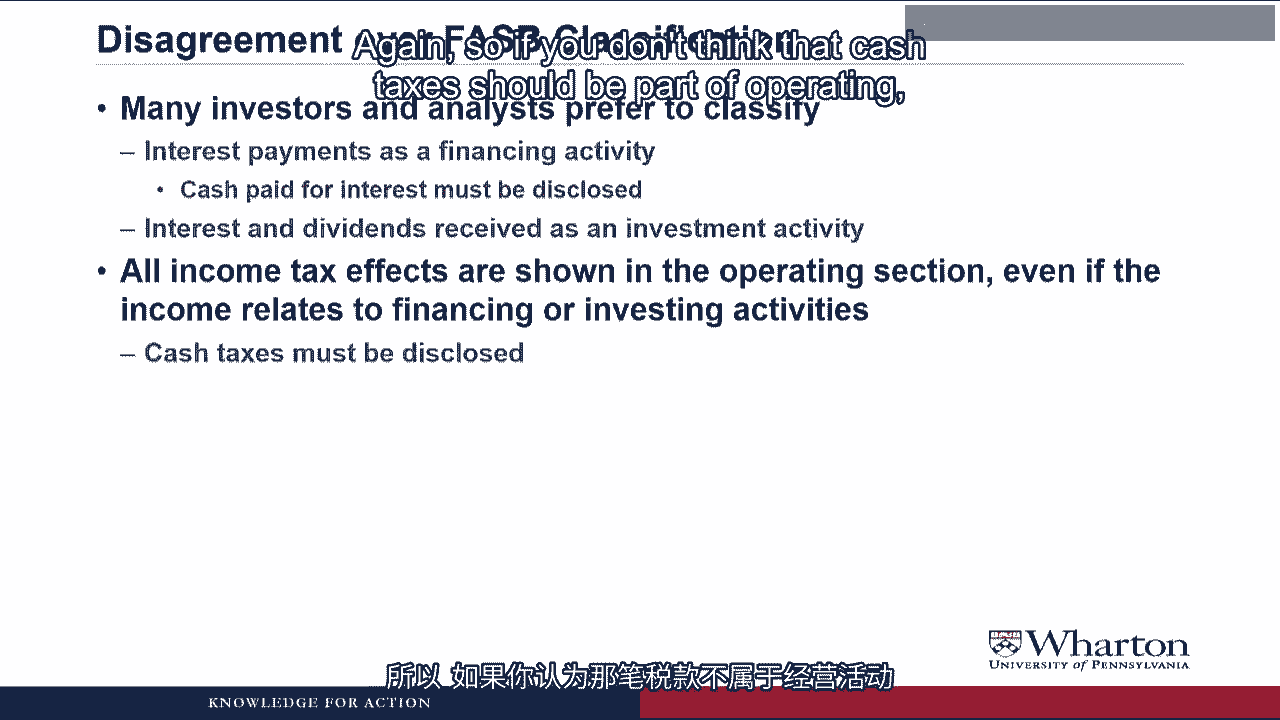 Disagreement over FASB Classification
Again, so if you don't think that cash
taxes should be part of operating,
• Many investors and analysts prefer to classify
– Interest payments as a financing activity
• Cash paid for interest must be disclosed
– Interest and dividends received as an investment activity
• All income tax effects are shown in the operating section, even if the
income relates to financing or investing activities
– Cash taxes must be disclosed
Wharton
UNIVERSITY of PENNSYLVANIA
所以 如果你认为那笔税款不属于经营活动
KNOWLEDGE FOR ACTION